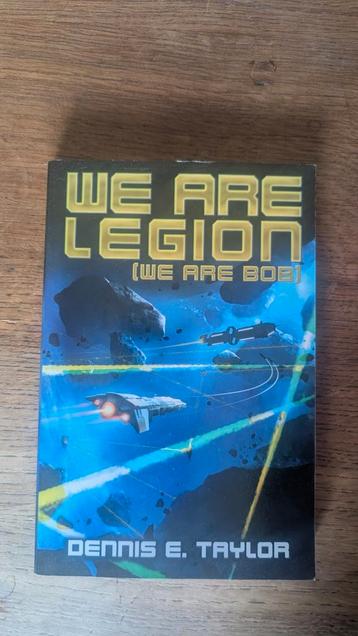 WE ARE
LEGION
[WE ARE BOB]
DENNIS E. TAYLOR